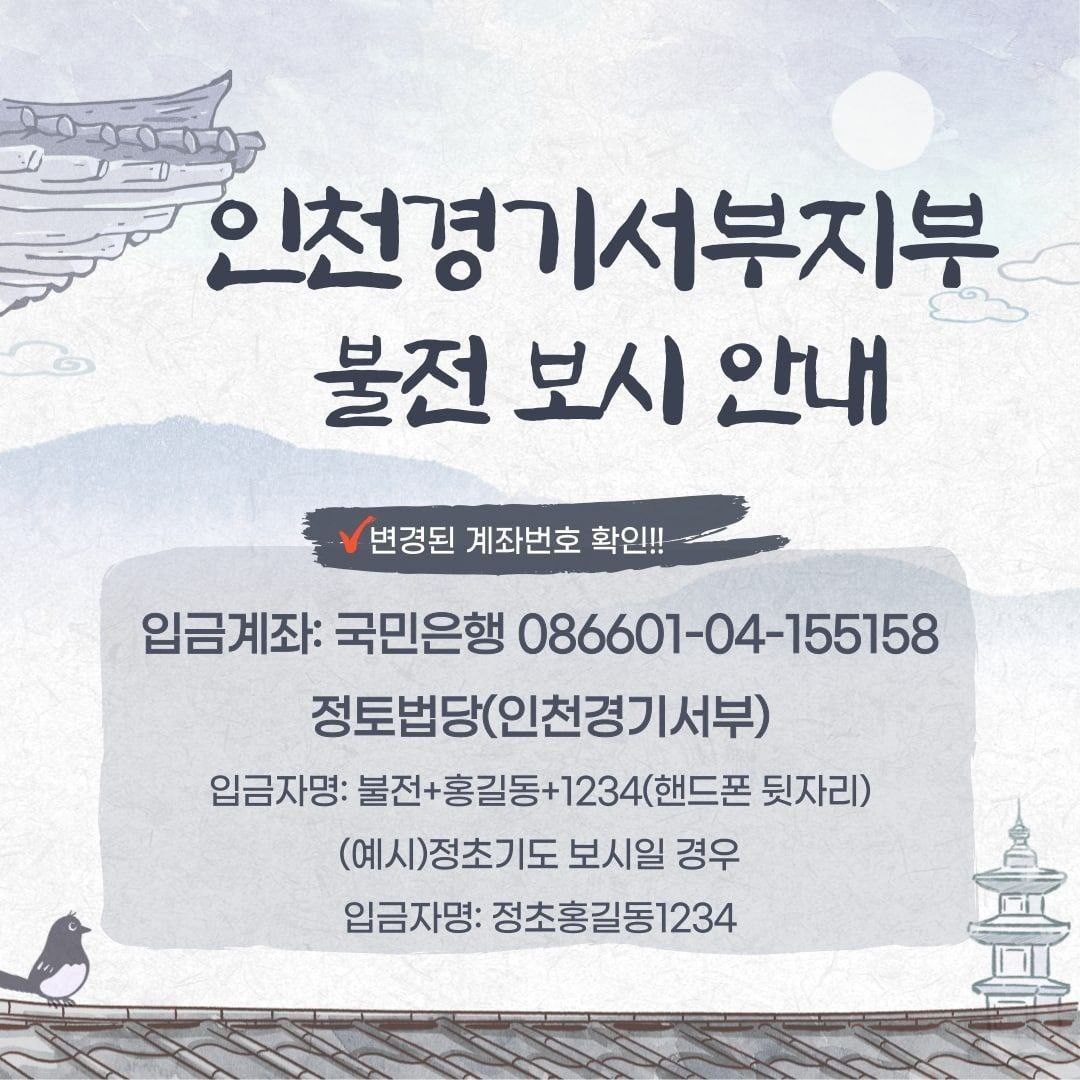 인천경기서부지부
불전 보시 안내
변경된 계좌번호 확인!!
입금계좌: 국민은행 086601-04-155158
정토법당(인천경기서부)
입금자명: 불전+홍길동+1234(핸드폰 뒷자리)
(예시)정초기도 보시일 경우
입금자명: 정초홍길동1234